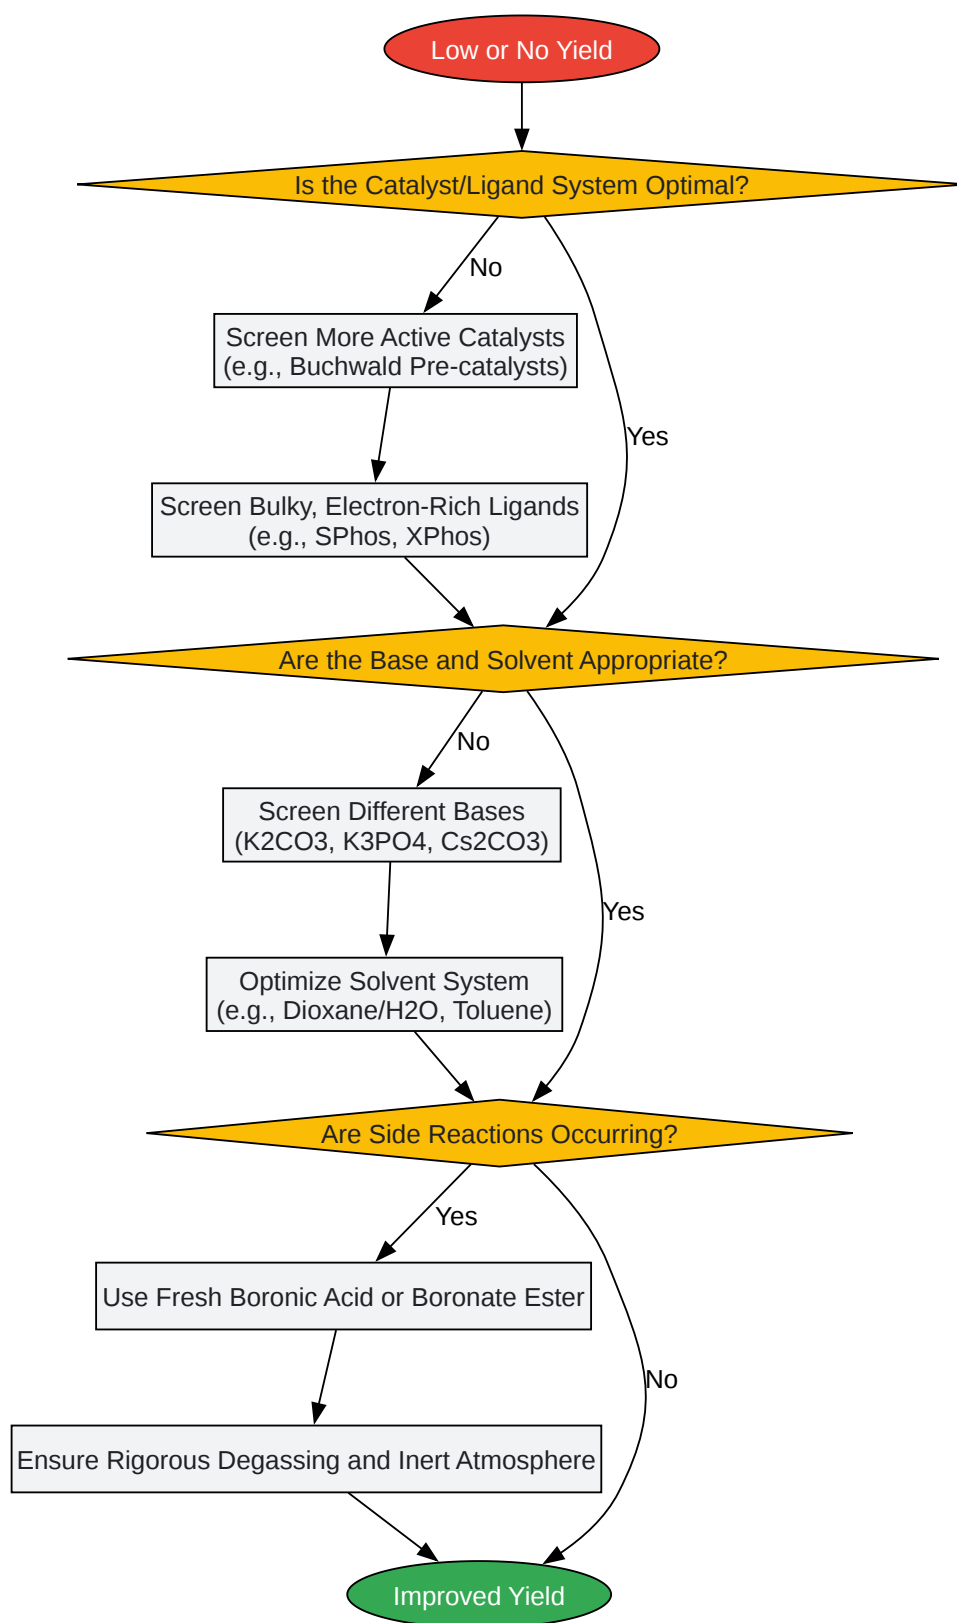 Low or No Yield
Is the Catalyst/Ligand System Optimal?
No
Screen More Active Catalysts
(e.g., Buchwald Pre-catalysts)
Yes
Screen Bulky, Electron-Rich Ligands
(e.g., SPhos, XPhos)
Are the Base and Solvent Appropriate?
No
Screen Different Bases
(K2CO3, K3PO4, Cs2CO3)
Yes
Optimize Solvent System
(e.g., Dioxane/H2O, Toluene)
Are Side Reactions Occurring?
Yes
Use Fresh Boronic Acid or Boronate Ester
No
Ensure Rigorous Degassing and Inert Atmosphere
Improved Yield